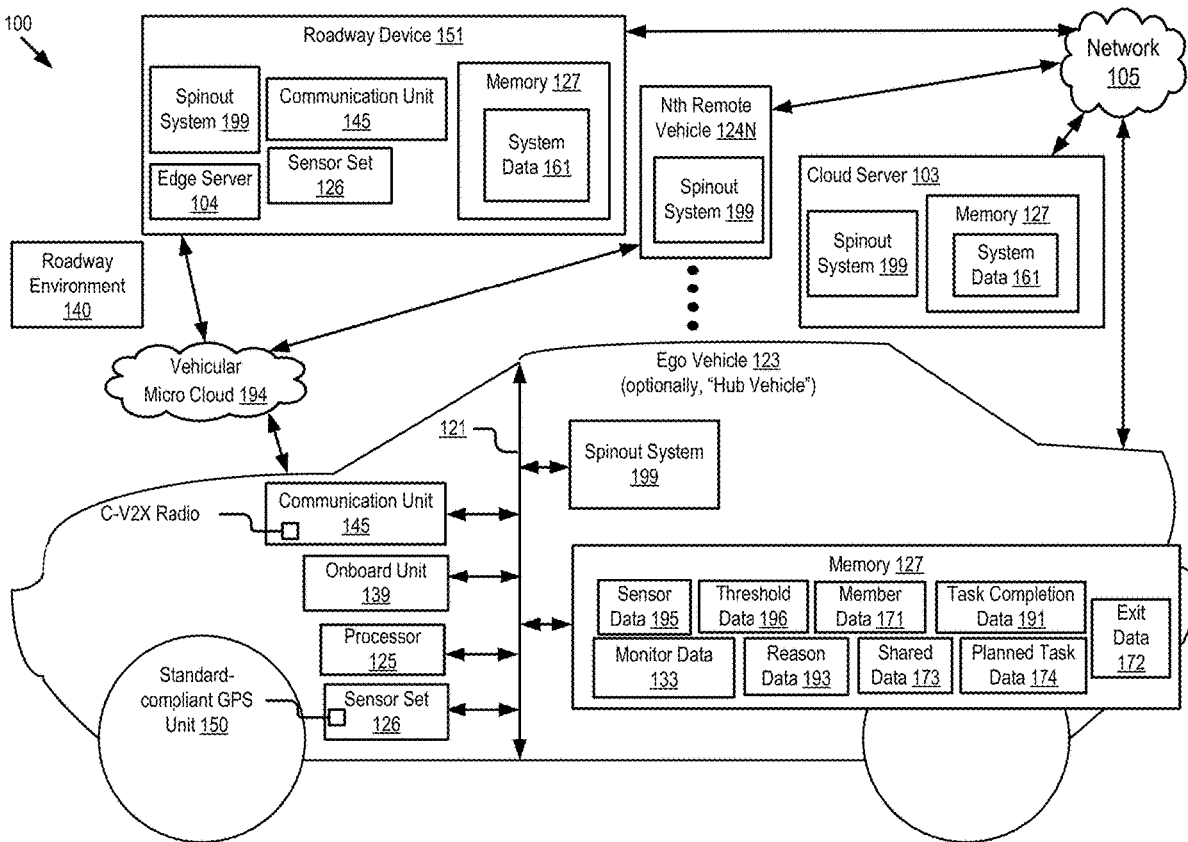 100
Roadway Device 151
Spinout
System 199
Communication Unit
145
Edge Server
104
Sensor Set
126
Memory 127
System
Data 161
Nth Remote
Vehicle 124N
Spinout
System
199
Network
105
Cloud Server 103
Spinout
System 199
Memory 127
System
Data 161
Roadway
Environment
140
Vehicular
Micro Cloud 194
Ego Vehicle 123
(optionally, “Hub Vehicle”)
121
Spinout System
199
C-V2X Radio
Communication Unit
145
Onboard Unit
139
Processor
125
Standard-
compliant GPS
Unit 150
Sensor Set
126
Memory 127
Sensor
Data 195
Threshold
Data 196
Member
Data 171
Task Completion
Data 191
Exit
Data
172
Monitor Data
133
Reason
Data 193
Shared
Data 173
Planned Task
Data 174